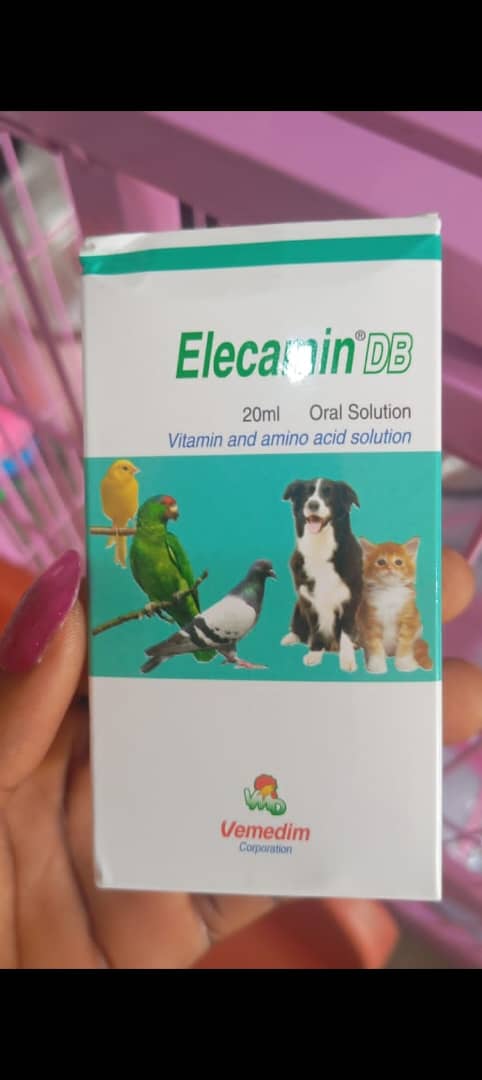 Elecamin® DB
20ml Oral Solution
Vitamin and amino acid solution
VMD
Vemedim
Corporation